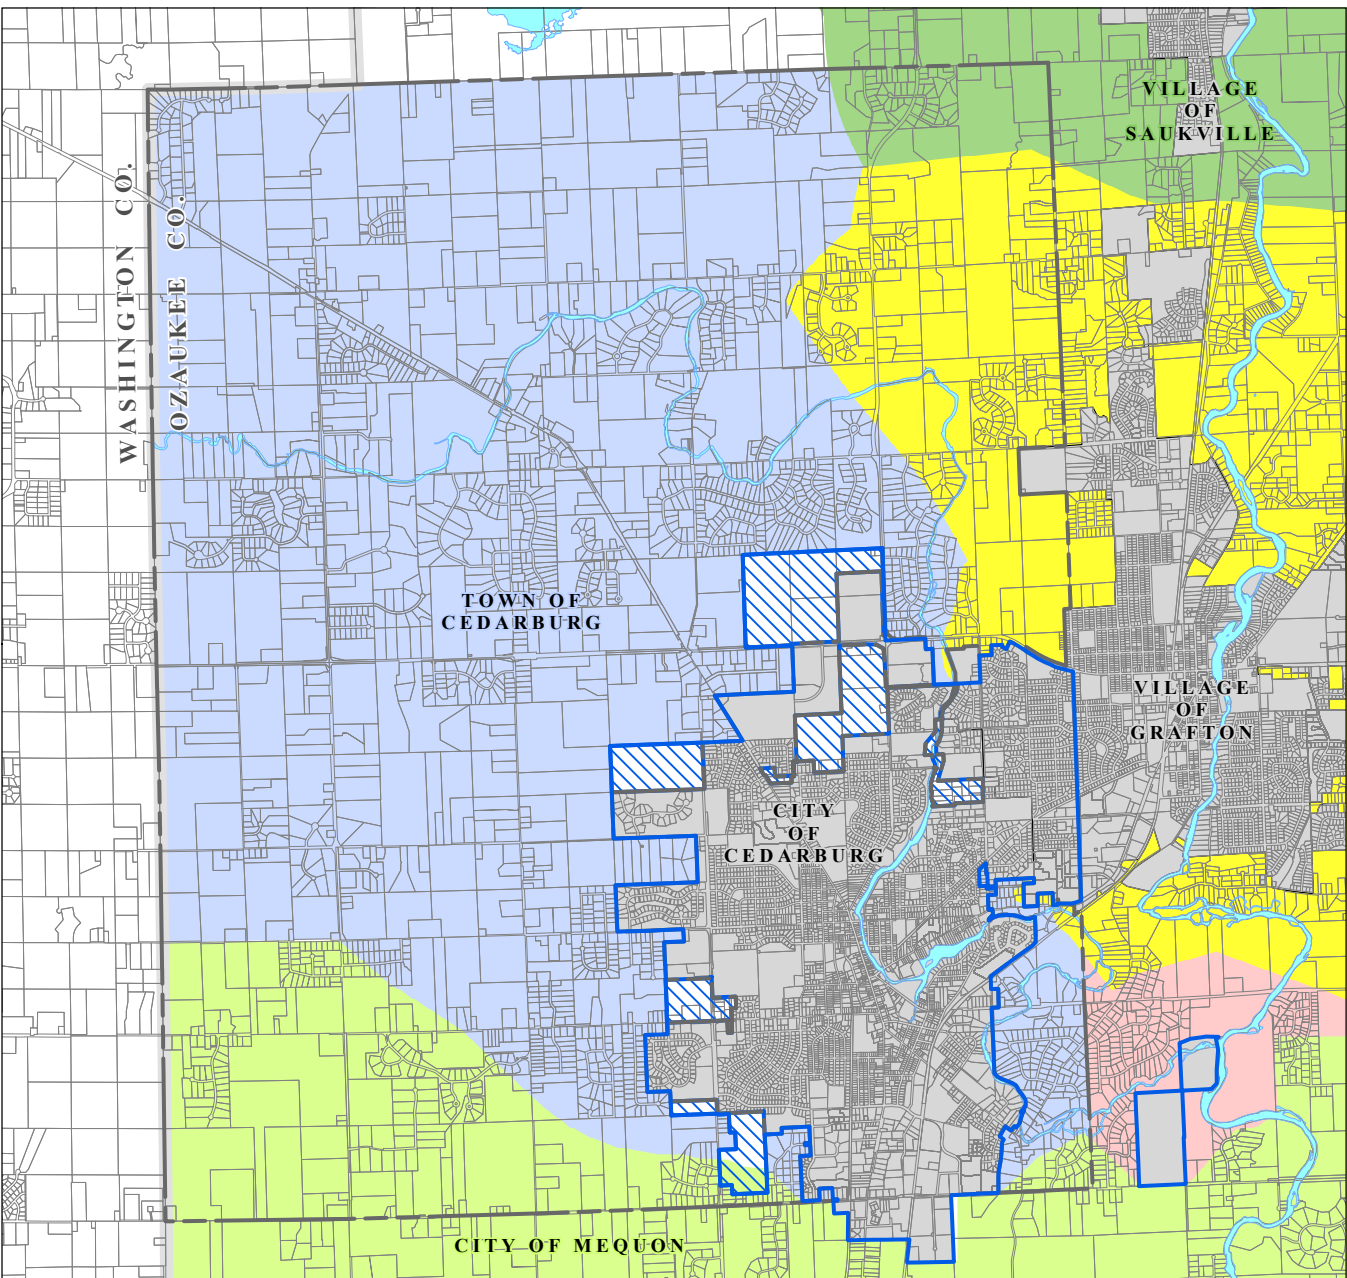 VILLAGE
OF
SAUKVILLE
WASHINGTON CO.
OZAUKEE CO.
TOWN OF
CEDARBURG
VILLAGE
OF
GRAFTON
CITY
OF
CEDARBURG
CITY OF MEQUON